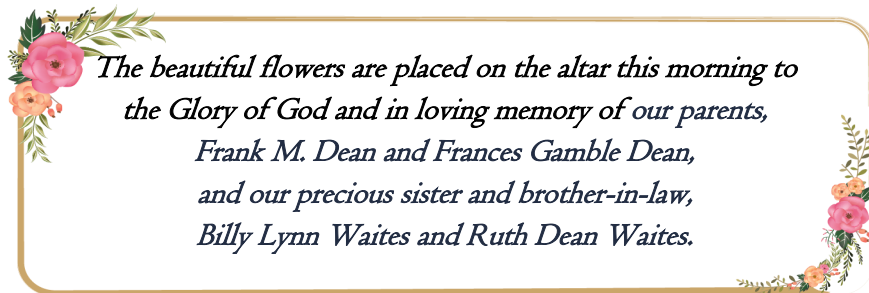 The beautiful flowers are placed on the altar this morning to
the Glory of God and in loving memory of our parents,
Frank M. Dean and Frances Gamble Dean,
and our precious sister and brother-in-law,
Billy Lynn Waites and Ruth Dean Waites.